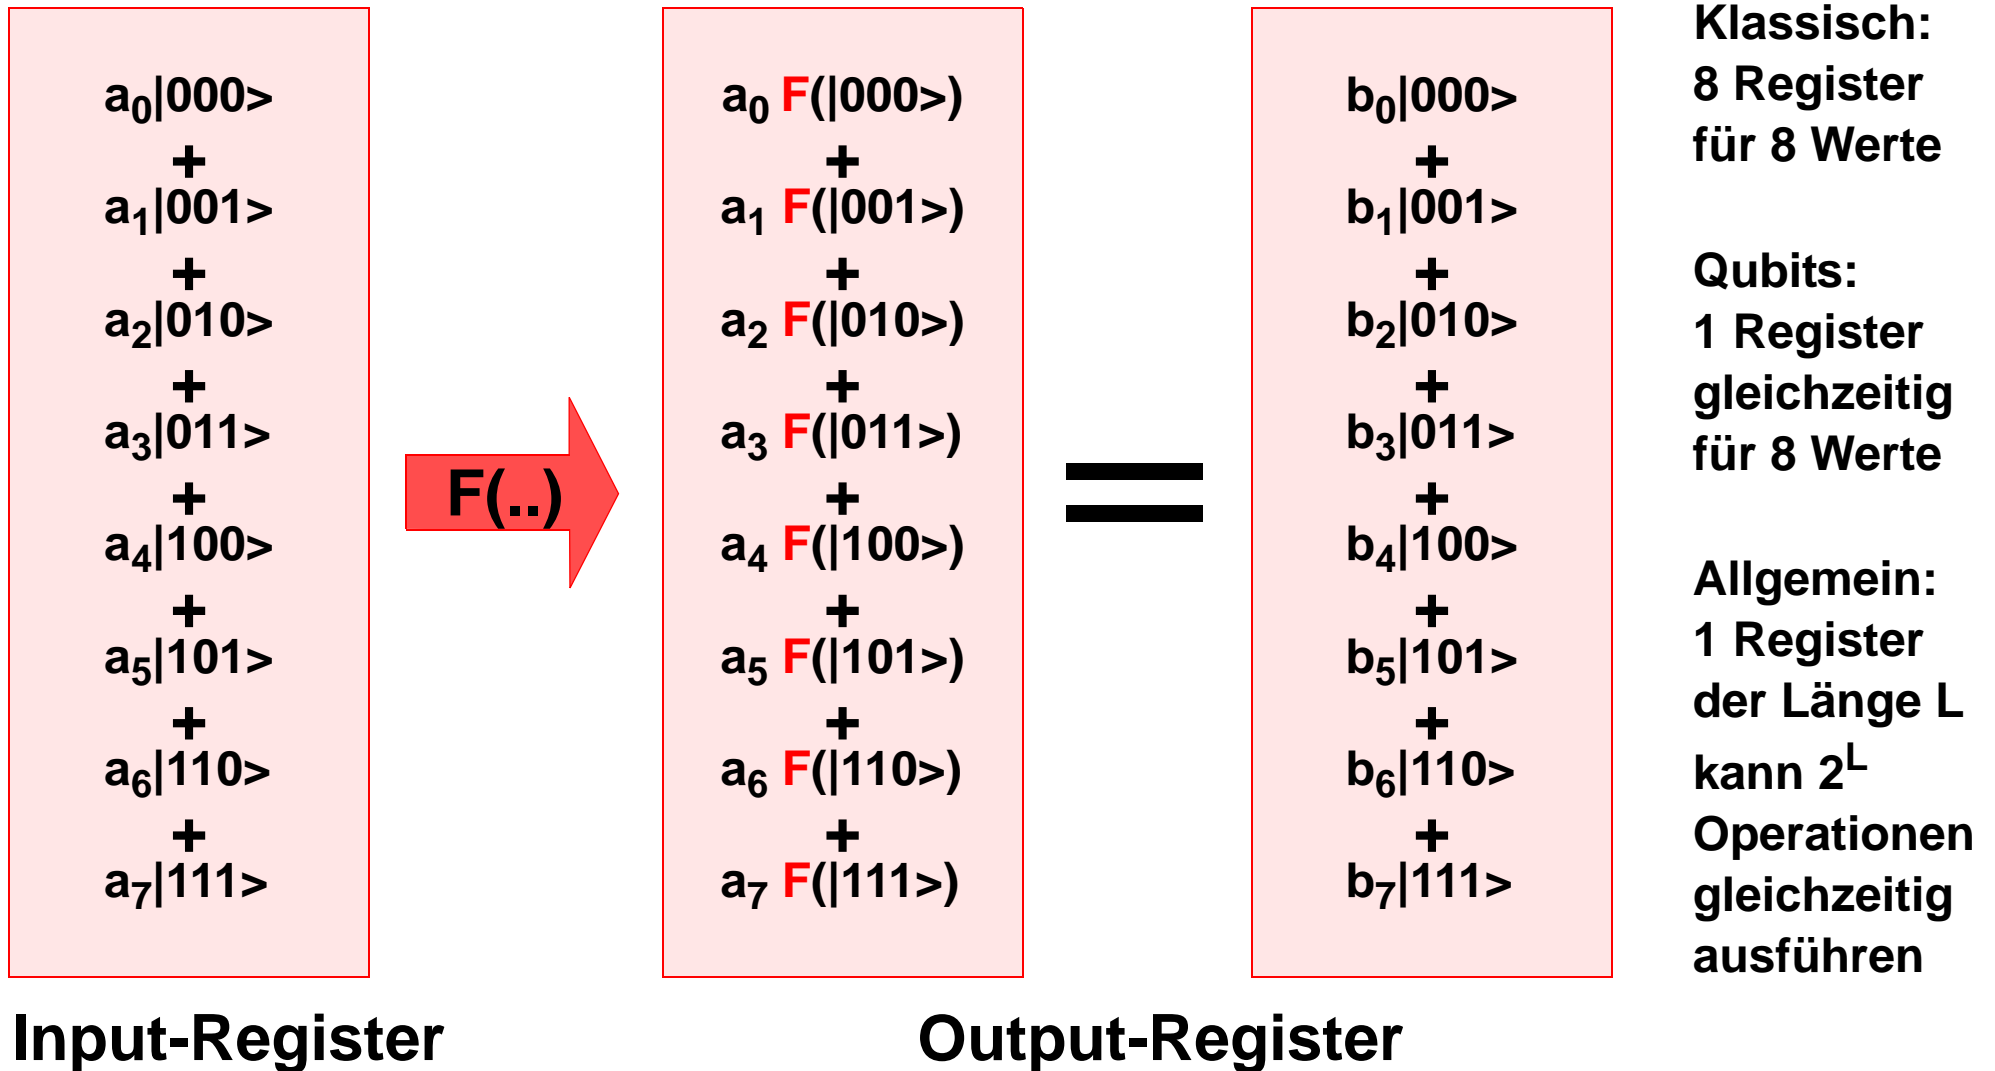 a0|000>
+
a1|001>
+
a2|010>
+
a3|011>
+
a4|100>
+
a5|101>
+
a6|110>
+
a7|111>
Input-Register
F(..)
a0 F(|000>)
+
a1 F(|001>)
+
a2 F(|010>)
+
a3 F(|011>)
+
a4 F(|100>)
+
a5 F(|101>)
+
a6 F(|110>)
+
a7 F(|111>)
=
b0|000>
+
b1|001>
+
b2|010>
+
b3|011>
+
b4|100>
+
b5|101>
+
b6|110>
+
b7|111>
Output-Register
Klassisch:
8 Register
für 8 Werte
Qubits:
1 Register
gleichzeitig
für 8 Werte
Allgemein:
1 Register
der Länge L
kann 2^L
Operationen
gleichzeitig
ausführen